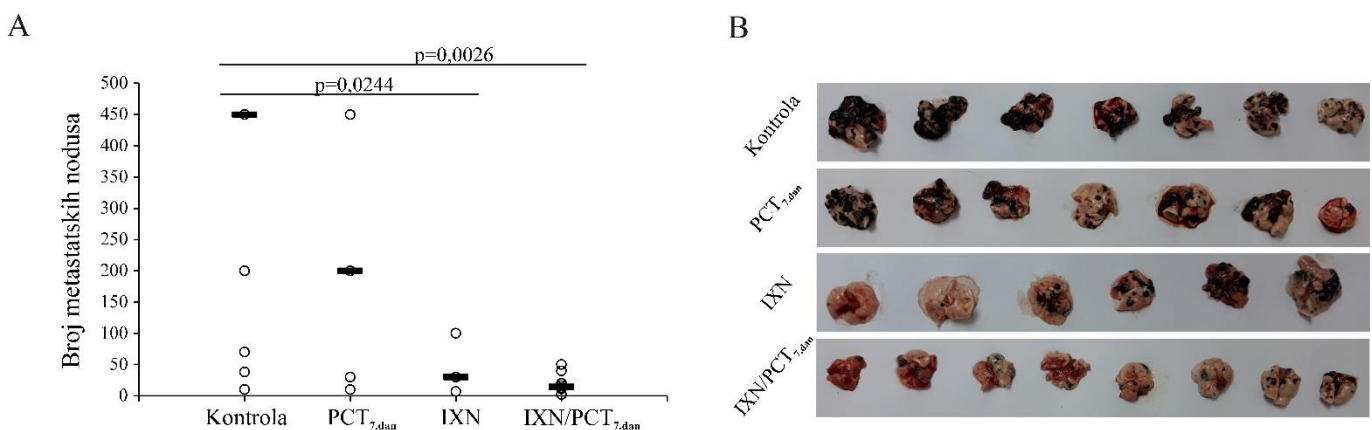 A
p=0,0026
p=0,0244
500
450
400
350
300
250
200
150
100
50
0
Broj metastatskih nodusa
Kontrola PCT7.dan IXN IXN/PCT7.dan
B
Kontrola
PCT7.dan
IXN
IXN/PCT7.dan